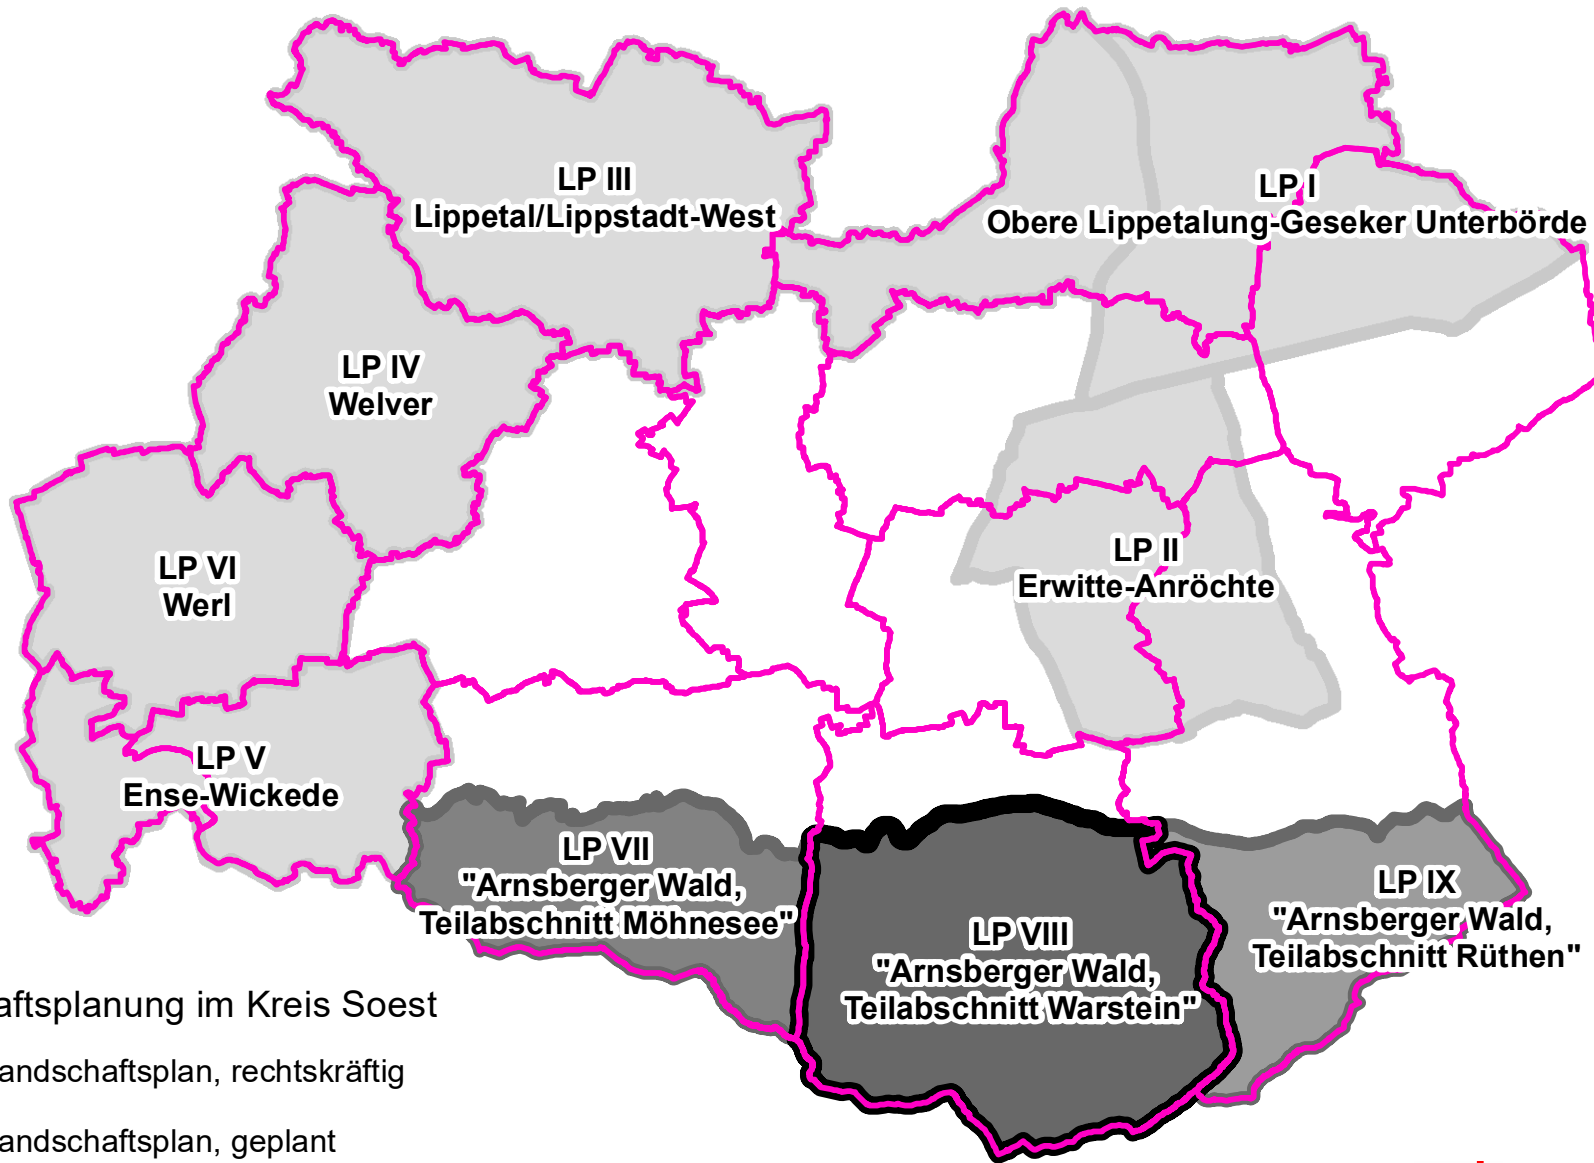 LP III
Lippetal/Lippstadt-West
LP I
Obere Lippetalung-Geseker Unterbörde
LP IV
Welver
LP II
Erwitte-Anröchte
LP VI
Werl
LP V
Ense-Wickede
LP VII
"Arnsberger Wald,
Teilabschnitt Möhnesee"
LP VIII
"Arnsberger Wald,
Teilabschnitt Warstein"
LP IX
"Arnsberger Wald,
Teilabschnitt Rüthen"
aftsplanung im Kreis Soest
andschaftsplan, rechtskräftig
andschaftsplan, geplant